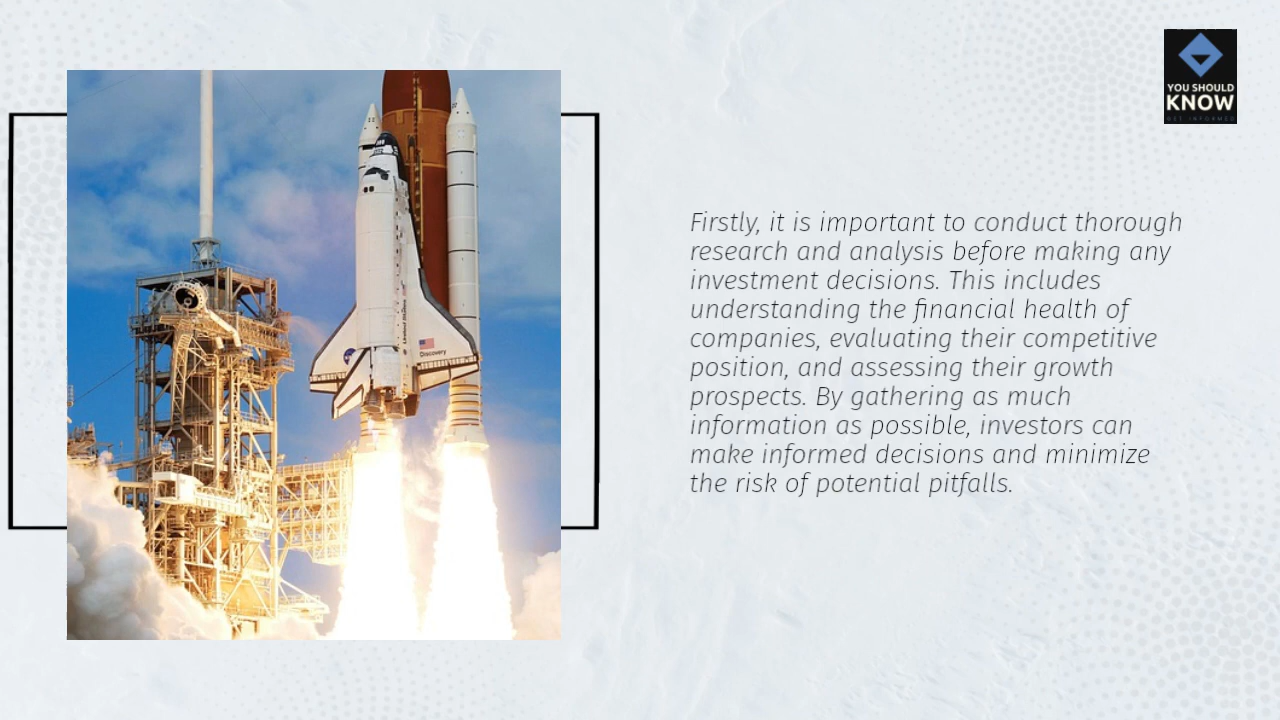 YOU SHOULD
KNOW
GET INFORMED
Discovery
Firstly, it is important to conduct thorough
research and analysis before making any
investment decisions. This includes
understanding the financial health of
companies, evaluating their competitive
position, and assessing their growth
prospects. By gathering as much
information as possible, investors can
make informed decisions and minimize
the risk of potential pitfalls.